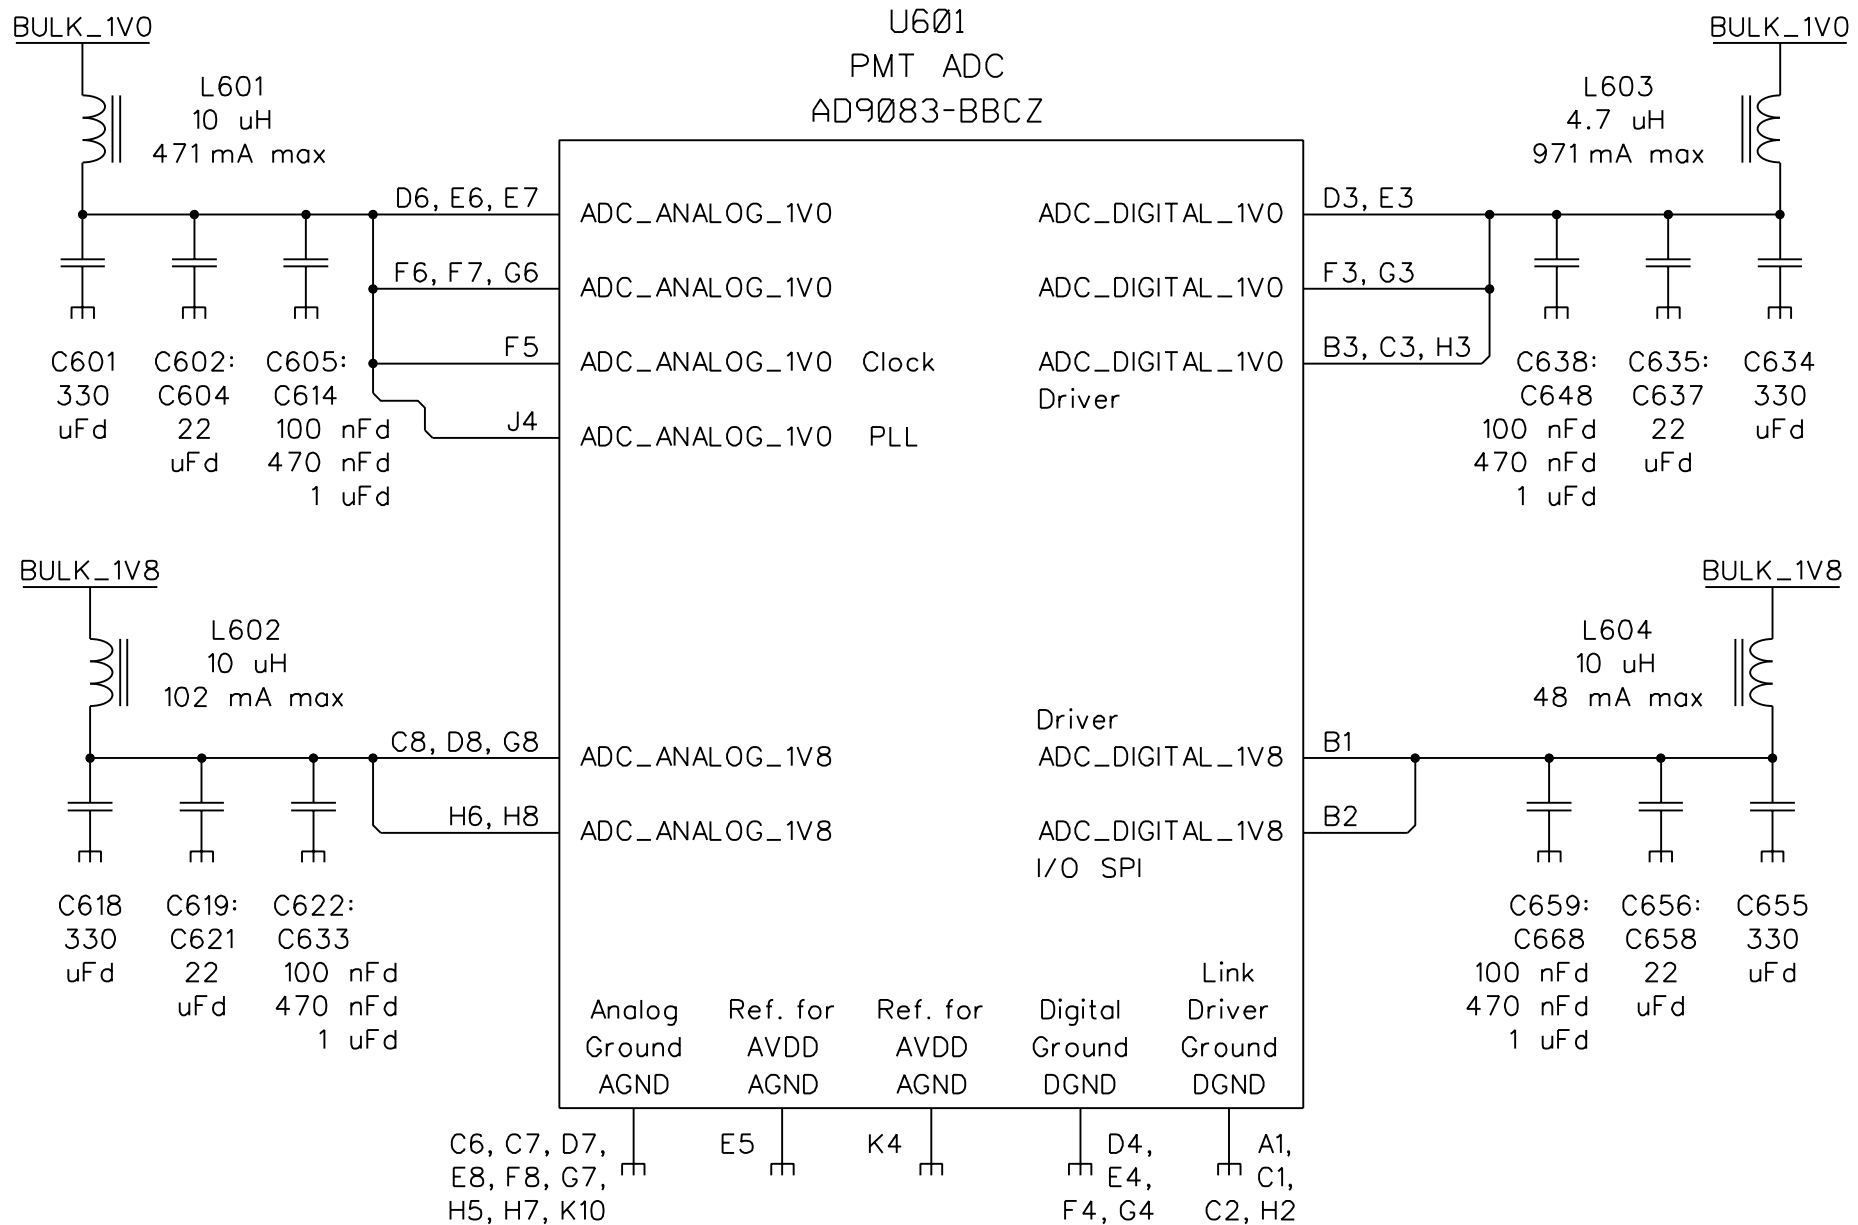 U6Ø1
PMT ADC
AD9Ø83-BBCZ
BULK_1V0
L601
10 uH
471 mA max
BULK_1V0
L603
4.7 uH
971 mA max
D6, E6, E7
ADC_ANALOG_1V0
F6, F7, G6
ADC_ANALOG_1V0
F5
ADC_ANALOG_1V0 Clock
J4
ADC_ANALOG_1V0 PLL
ADC_DIGITAL_1V0
D3, E3
ADC_DIGITAL_1V0
F3, G3
ADC_DIGITAL_1V0
Driver
B3, C3, H3
C601
330
uFd
C602:
C604
22
uFd
C605:
C614
100 nFd
470 nFd
1 uFd
C638:
C648
100 nFd
470 nFd
1 uFd
C635:
C637
22
uFd
C634
330
uFd
BULK_1V8
L602
10 uH
102 mA max
BULK_1V8
L604
10 uH
48 mA max
C8, D8, G8
ADC_ANALOG_1V8
H6, H8
ADC_ANALOG_1V8
Driver
ADC_DIGITAL_1V8
B1
ADC_DIGITAL_1V8
I/O SPI
B2
C618
330
uFd
C619:
C621
22
uFd
C622:
C633
100 nFd
470 nFd
1 uFd
C659:
C668
100 nFd
470 nFd
1 uFd
C656:
C658
22
uFd
C655
330
uFd
Analog
Ground
AGND
Ref. for
AVDD
AGND
Ref. for
AVDD
AGND
Digital
Ground
DGND
Link
Driver
Ground
DGND
C6, C7, D7,
E8, F8, G7,
H5, H7, K10
E5
K4
D4,
E4,
F4, G4
A1,
C1,
C2, H2